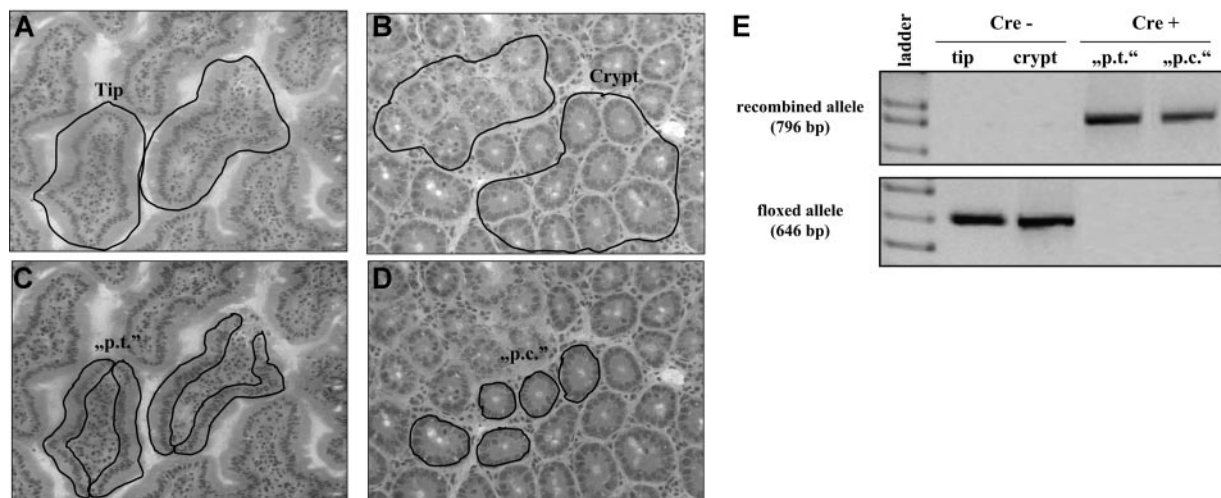 A
Tip
B
Crypt
C
„p.t.”
D
„p.c.”
E
ladder
Cre -
Cre +
tip
crypt
„p.t.“
„p.c.“
recombined allele
(796 bp)
floxed allele
(646 bp)